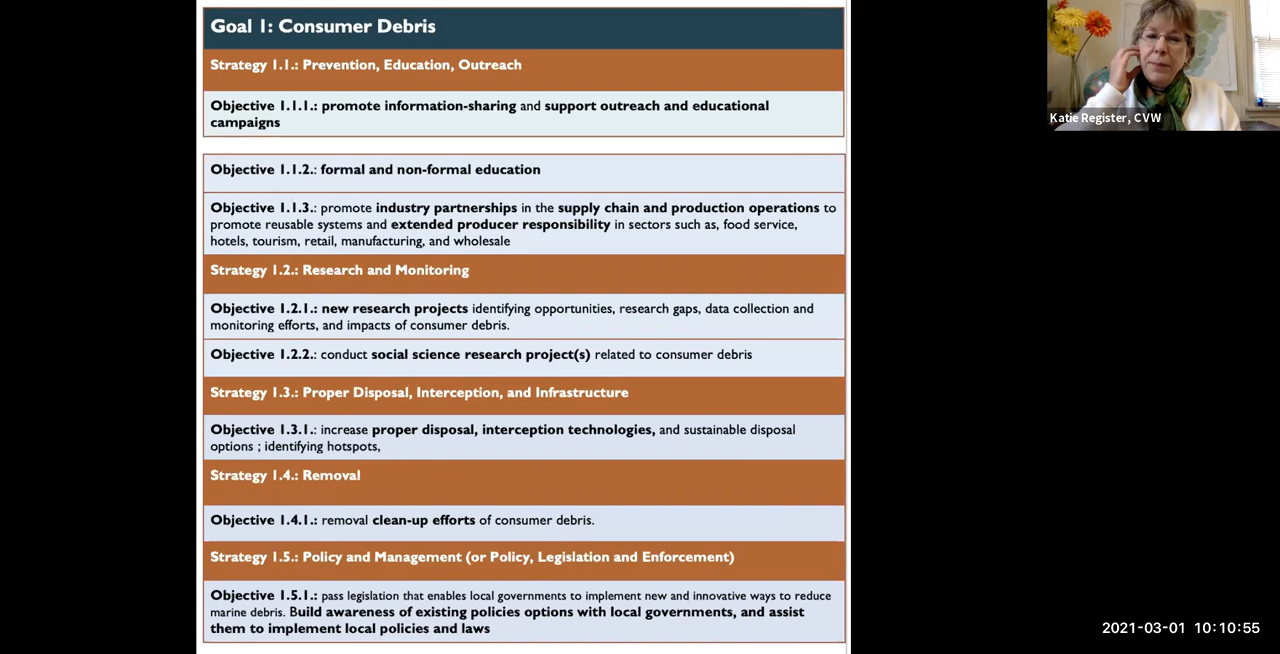 Goal 1: Consumer Debris
Strategy 1.1.: Prevention, Education, Outreach
Objective 1.1.1.: promote information-sharing and support outreach and educational
campaigns
Objective 1.1.2.: formal and non-formal education
Objective 1.1.3.: promote industry partnerships in the supply chain and production operations to
promote reusable systems and extended producer responsibility in sectors such as, food service,
hotels, tourism, retail, manufacturing, and wholesale
Strategy 1.2.: Research and Monitoring
Objective 1.2.1.: new research projects identifying opportunities, research gaps, data collection and
monitoring efforts, and impacts of consumer debris.
Objective 1.2.2.: conduct social science research project(s) related to consumer debris
Strategy 1.3.: Proper Disposal, Interception, and Infrastructure
Objective 1.3.1.: increase proper disposal, interception technologies, and sustainable disposal
options ; identifying hotspots,
Strategy 1.4.: Removal
Objective 1.4.1.: removal clean-up efforts of consumer debris.
Strategy 1.5.: Policy and Management (or Policy, Legislation and Enforcement)
Objective 1.5.1.: pass legislation that enables local governments to implement new and innovative ways to reduce
marine debris. Build awareness of existing policies options with local governments, and assist
them to implement local policies and laws
Katie Register, CVW
2021-03-01 10:10:55